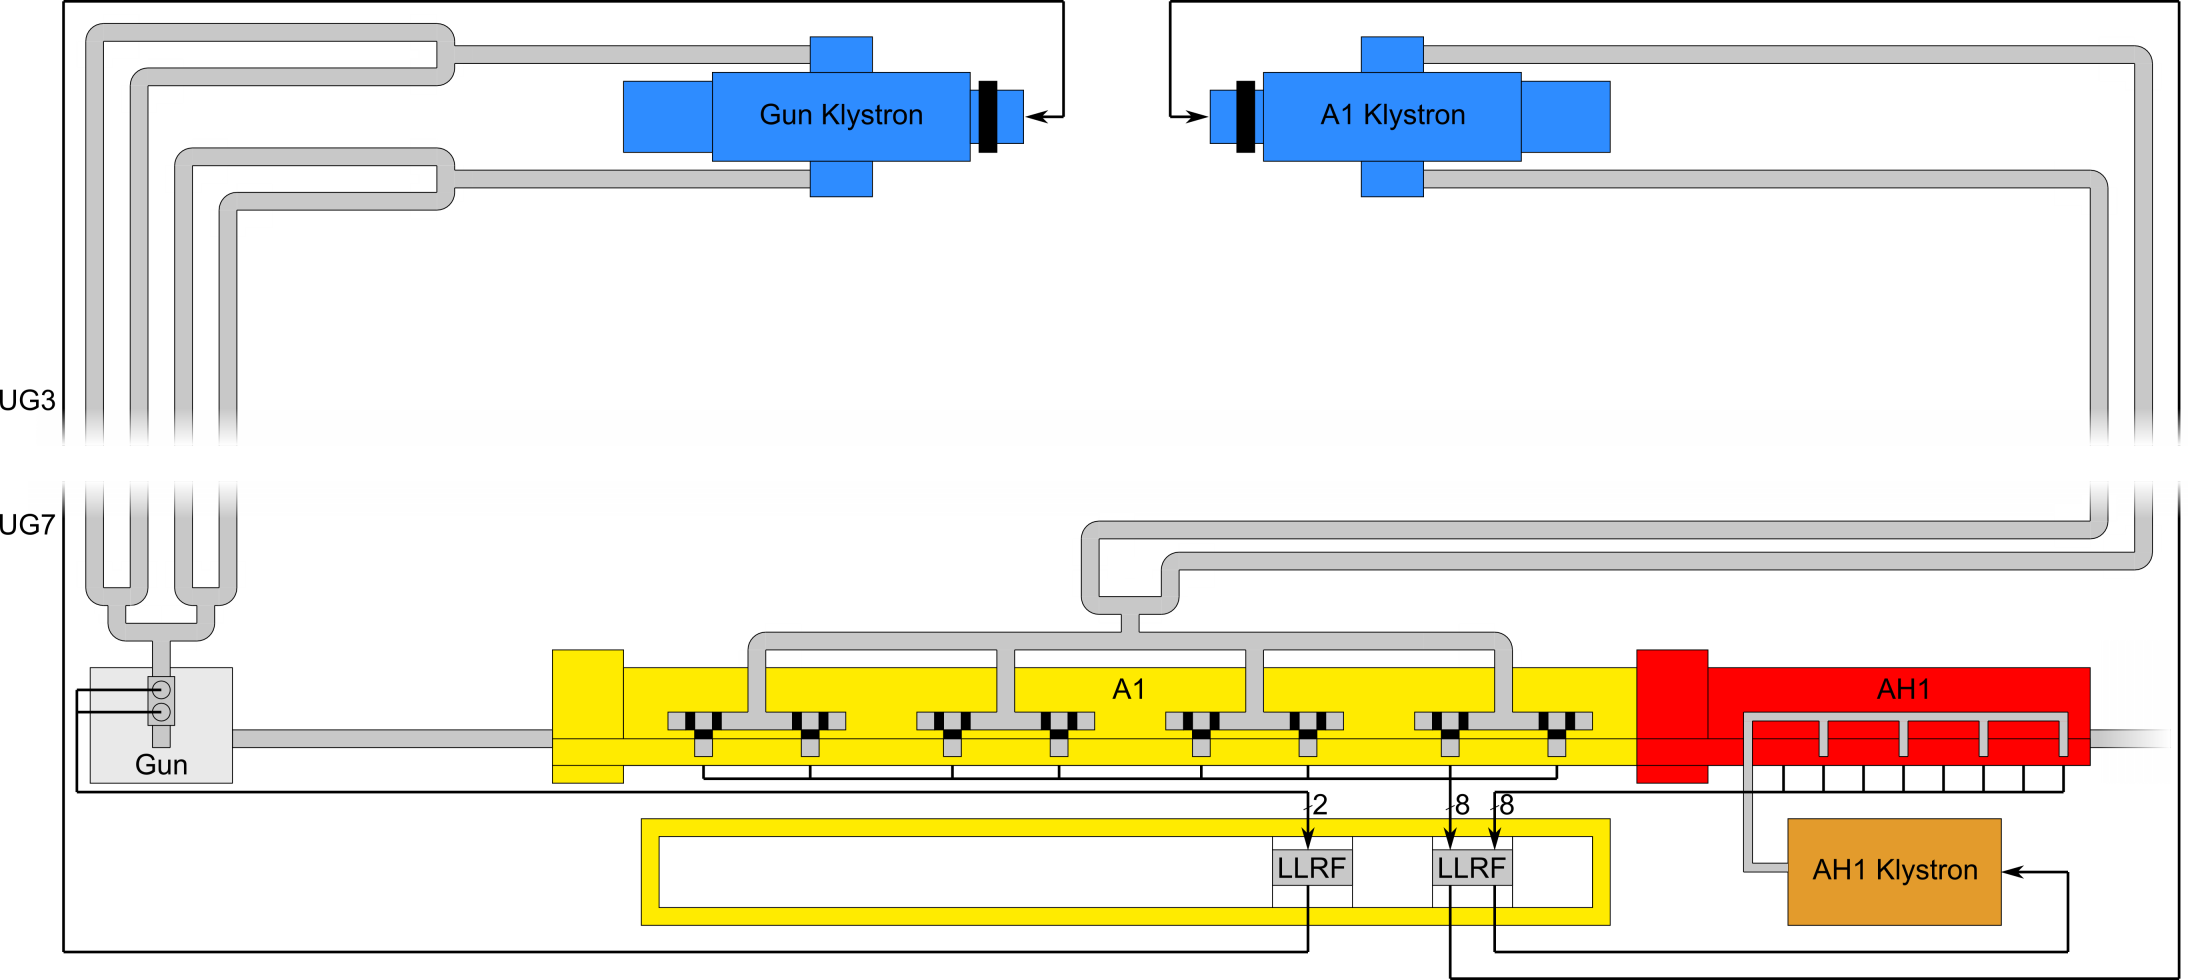 Gun Klystron
A1 Klystron
UG3
UG7
A1
AH1
Gun
2
8
8
LLRF
LLRF
AH1 Klystron